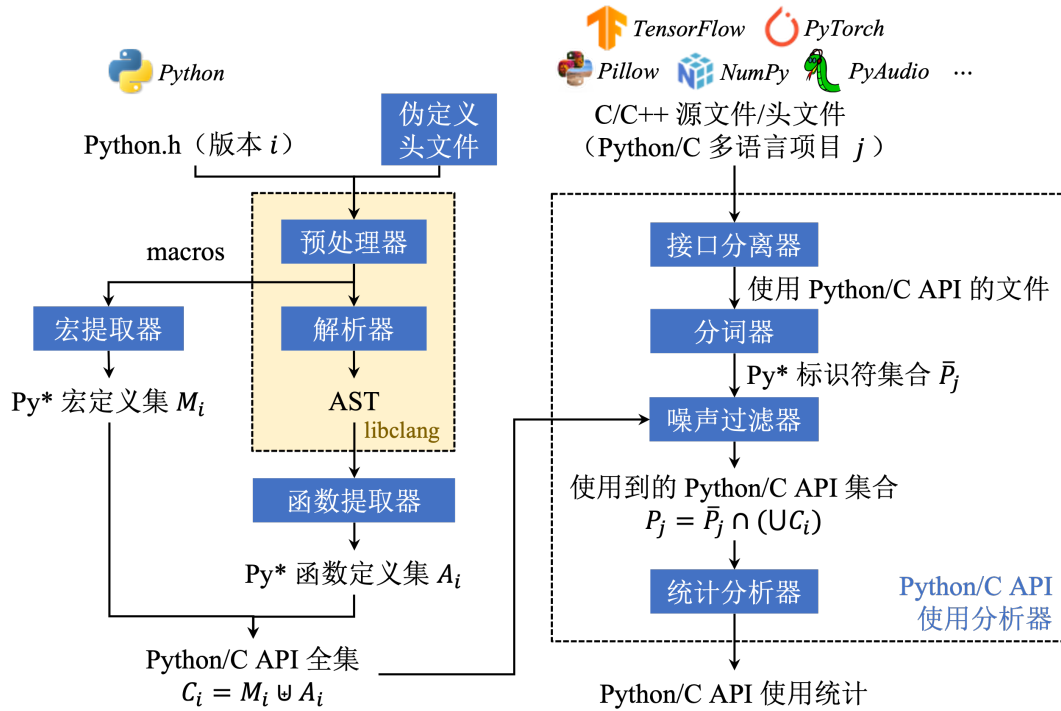 Python
伪定义
头文件
Python.h（版本 i）
预处理器
macros
宏提取器
解析器
Py* 宏定义集 Mᵢ
AST
libclang
函数提取器
Py* 函数定义集 Aᵢ
Python/C API 全集
Cᵢ = Mᵢ ⊎ Aᵢ
TensorFlow
PyTorch
Pillow
NumPy
PyAudio
...
C/C++ 源文件/头文件
（Python/C 多语言项目 j ）
接口分离器
使用 Python/C API 的文件
分词器
Py* 标识符集合 P̄ⱼ
噪声过滤器
使用到的 Python/C API 集合
Pⱼ = P̄ⱼ ∩ (⋃Cᵢ)
统计分析器
Python/C API
使用分析器
Python/C API 使用统计